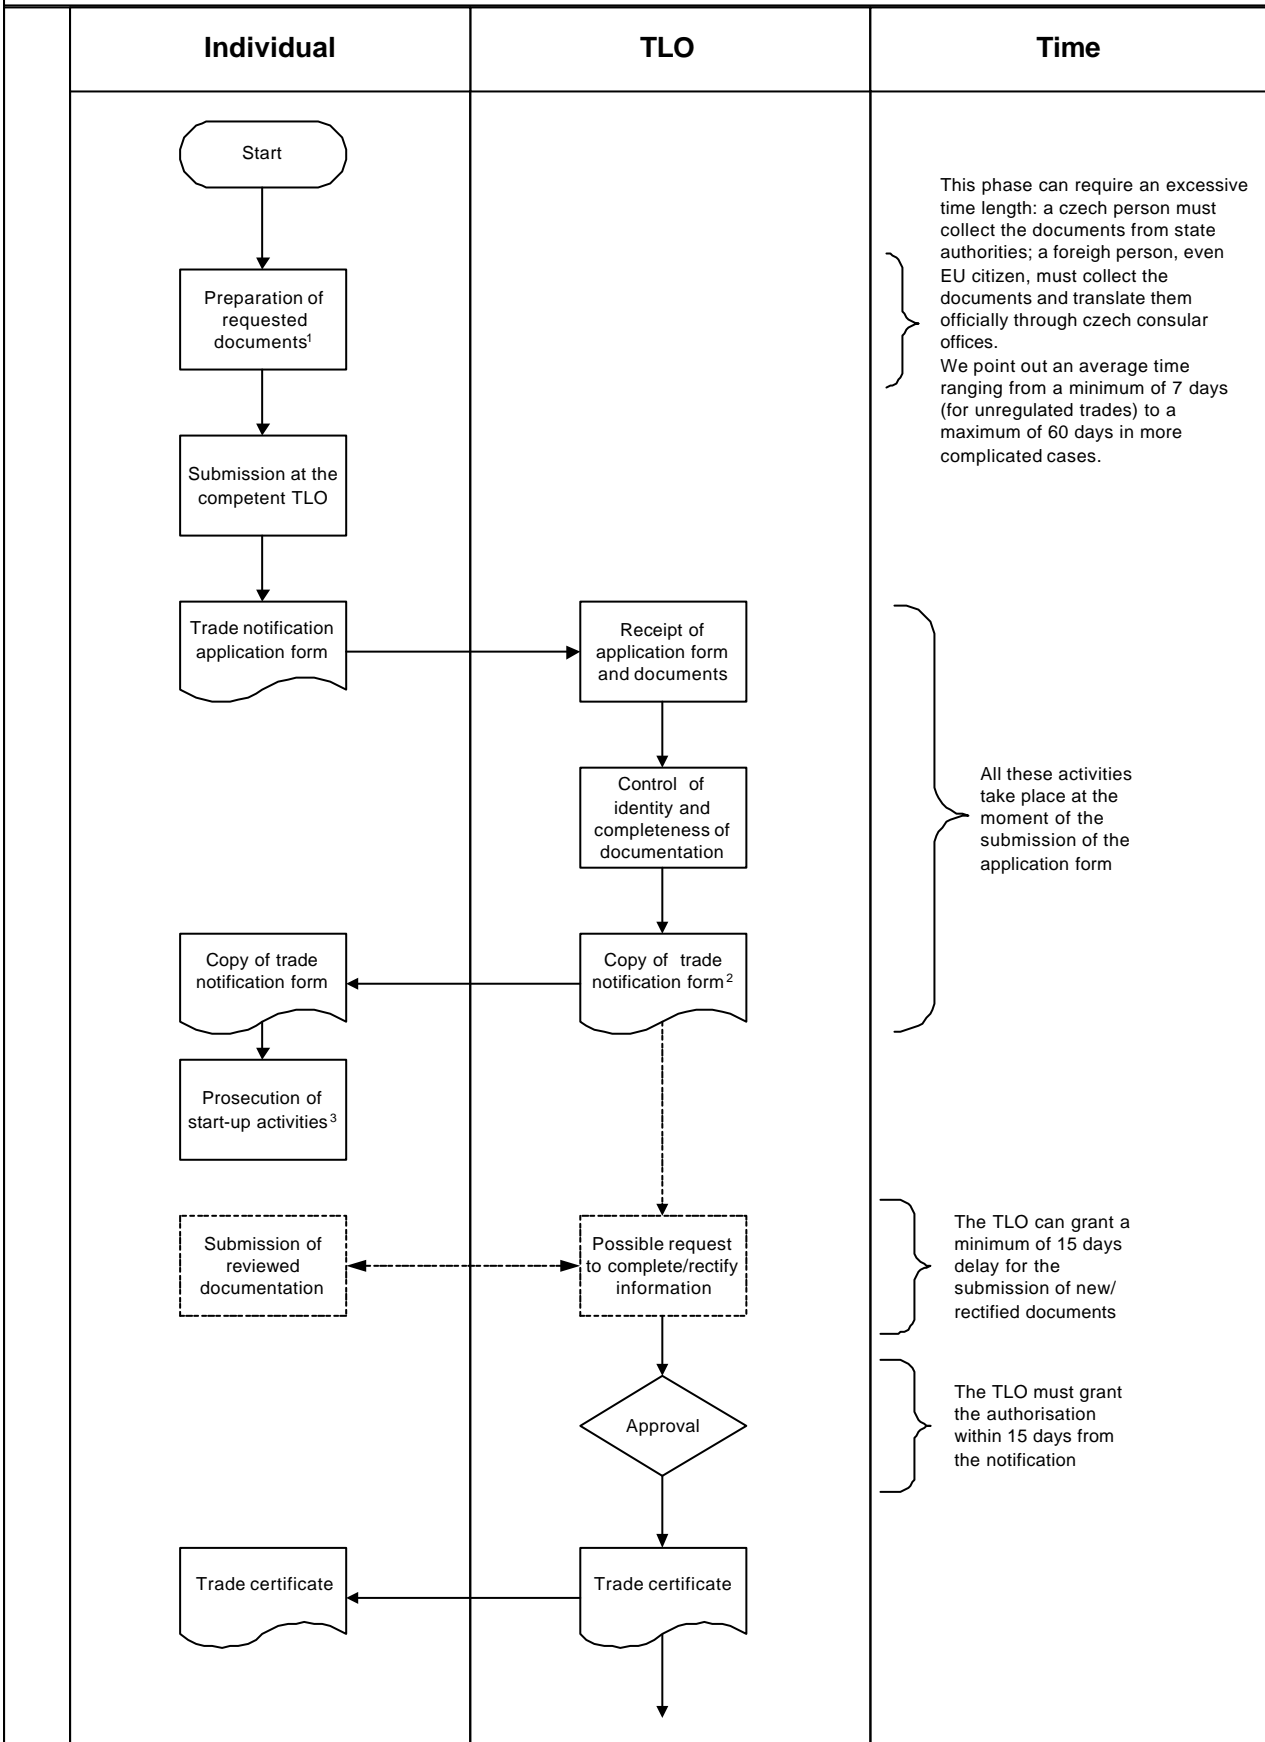 Individual
TLO
Time
Start
This phase can require an excessive
time length: a czech person must
collect the documents from state
authorities; a foreigh person, even
EU citizen, must collect the
documents and translate them
officially through czech consular
offices.
We point out an average time
ranging from a minimum of 7 days
(for unregulated trades) to a
maximum of 60 days in more
complicated cases.
Preparation of
requested
documents¹
Submission at the
competent TLO
Trade notification
application form
Receipt of
application form
and documents
Control of
identity and
completeness of
documentation
All these activities
take place at the
moment of the
submission of the
application form
Copy of trade
notification form
Copy of trade
notification form²
Prosecution of
start-up activities³
Submission of
reviewed
documentation
Possible request
to complete/rectify
information
The TLO can grant a
minimum of 15 days
delay for the
submission of new/
rectified documents
Approval
The TLO must grant
the authorisation
within 15 days from
the notification
Trade certificate
Trade certificate